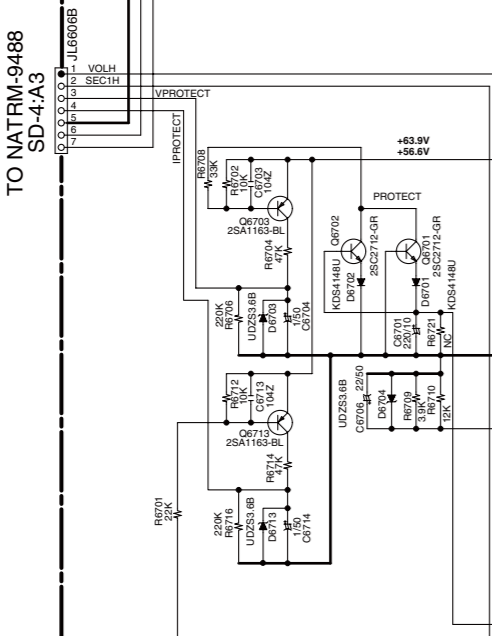 TO NATRM-9488
SD-4:A3
JL6606B
1 VOLH
2 SEC1H
3
4
5
6
7
VPROTECT
IPROTECT
+63.9V
+56.6V
R6708
33K
R6702
10K
C6703
104Z
Q6703
2SA1163-BL
R6704
47K
PROTECT
Q6702
2SC2712-GR
Q6701
2SC2712-GR
KDS4148U
D6702
D6701
KDS4148U
220K
R6706
UDZS3.6B
D6703
1/50
C6704
C6701
220/10
R6721
NC
R6712
10K
C6713
104Z
Q6713
2SA1163-BL
R6714
47K
UDZS3.6B
22/50
C6706
D6704
R6709
3.9K
R6710
12K
R6701
22K
220K
R6716
UDZS3.6B
D6713
1/50
C6714